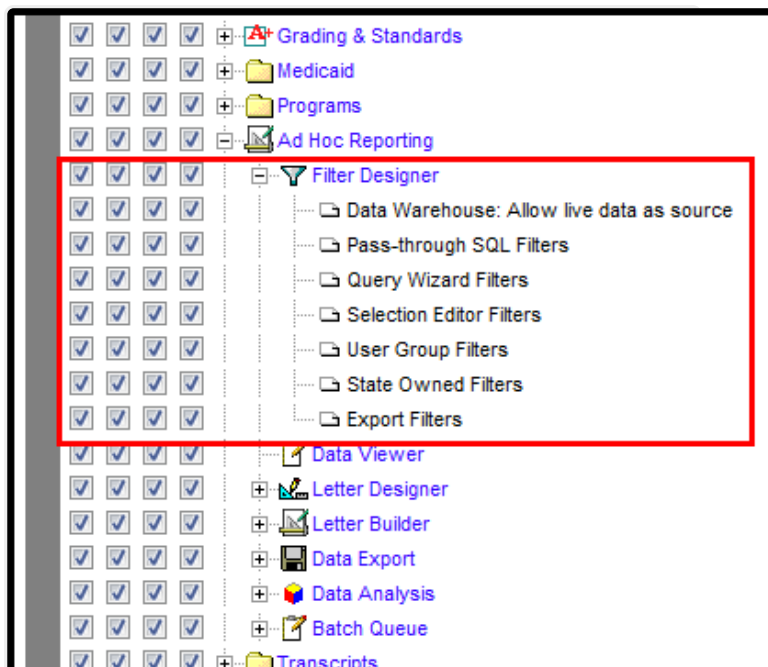 Grading & Standards
Medicaid
Programs
Ad Hoc Reporting
Filter Designer
Data Warehouse: Allow live data as source
Pass-through SQL Filters
Query Wizard Filters
Selection Editor Filters
User Group Filters
State Owned Filters
Export Filters
Data Viewer
Letter Designer
Letter Builder
Data Export
Data Analysis
Batch Queue
Transcripts